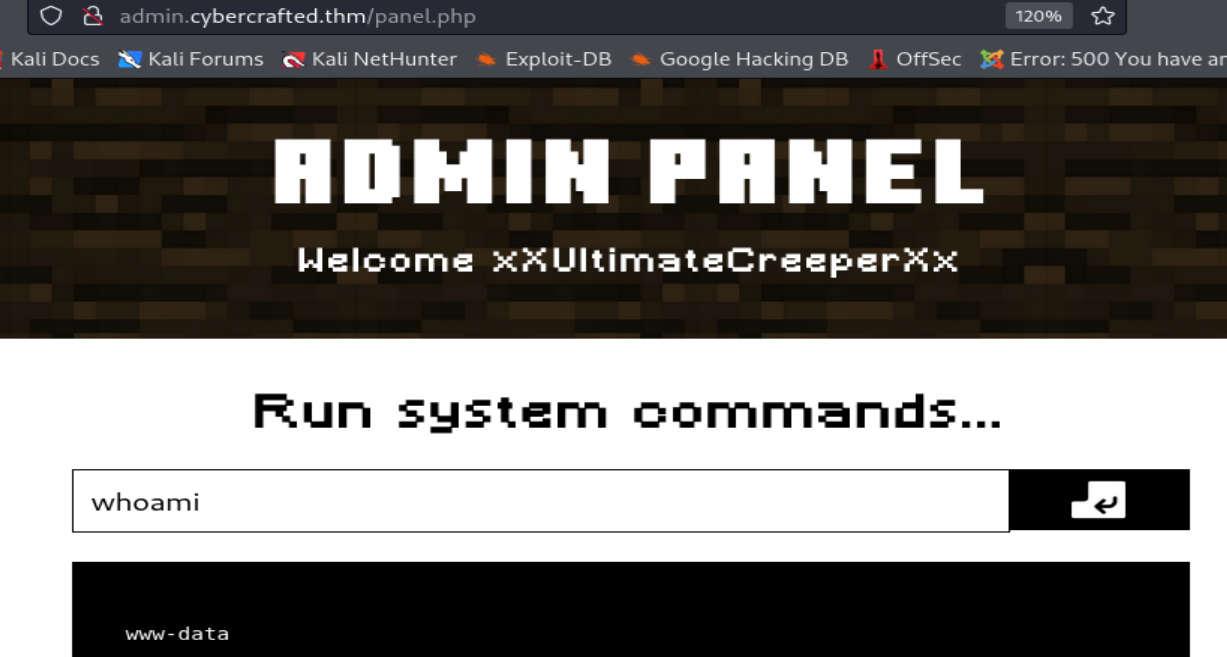 admin.cybercrafted.thm/panel.php 120%
Kali Docs Kali Forums Kali NetHunter Exploit-DB Google Hacking DB OffSec Error: 500 You have an
ADMIN PANEL
Welcome xXUltimateCreeperXx
Run system commands...
whoami
www-data